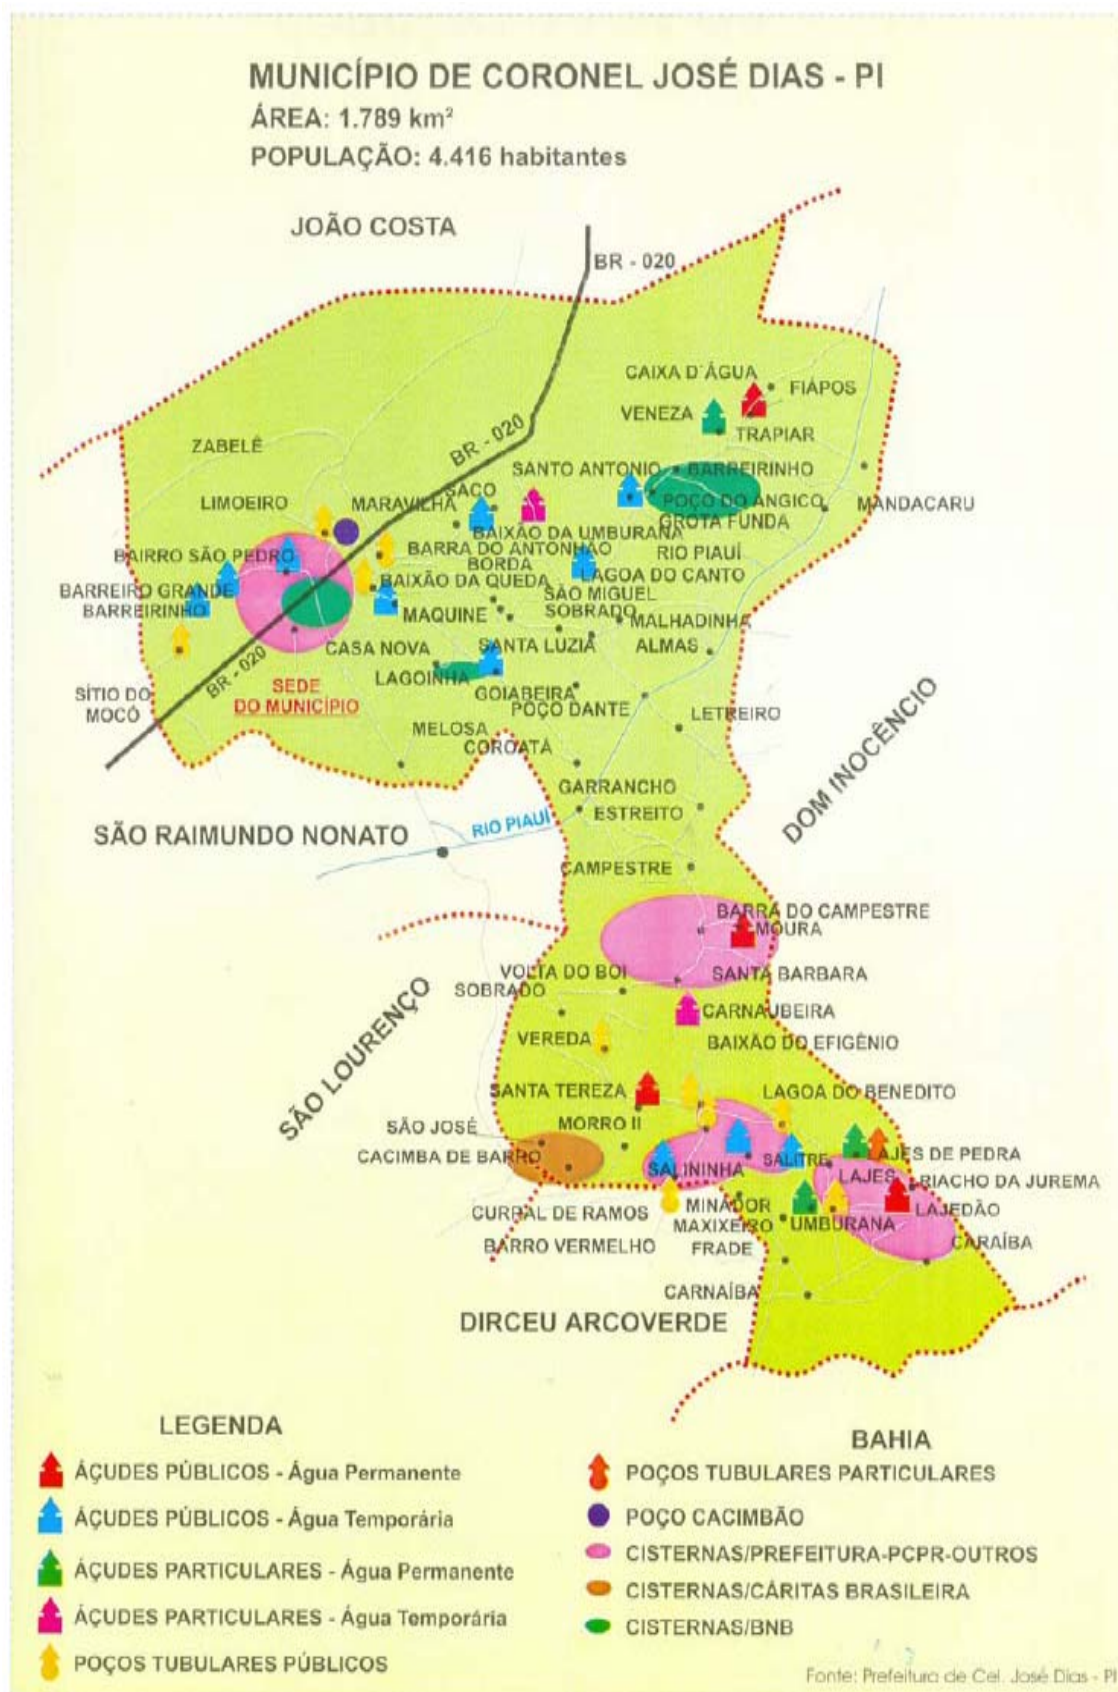 MUNICÍPIO DE CORONEL JOSÉ DIAS - PI
ÁREA: 1.789 km²
POPULAÇÃO: 4.416 habitantes
JOÃO COSTA
BR - 020
CAIXA D´ÁGUA
FIÁPOS
VENEZA
TRAPIAR
BR - 020
ZABELÊ
SANTO ANTONIO
BARREIRINHO
SACO
LIMOEIRO
MARAVILHA
POÇO DO ANGICO
MANDACARU
GROTA FUNDA
BAIXÃO DA UMBURANA
BARRA DO ANTONHÃO
RIO PIAUÍ
BAIRRO SÃO PEDRO
BORDA
LAGOA DO CANTO
BAIXÃO DA QUEDA
BARREIRO GRANDE
SÃO MIGUEL
BARREIRINHO
MAQUINE
SOBRADO
MALHADINHA
CASA NOVA
SANTA LUZIA
ALMAS
BR - 020
LAGOINHA
SEDE
DO MUNICÍPIO
SÍTIO DO
MOCÓ
GOIABEIRA
POÇO DANTE
LETREIRO
MELOSA
COROATÁ
DOM INOCÊNCIO
GARRANCHO
ESTREITO
RIO PIAUÍ
SÃO RAIMUNDO NONATO
CAMPESTRE
BARRA DO CAMPESTRE
MOURA
VOLTA DO BOI
SANTA BARBARA
SOBRADO
CARNAUBEIRA
SÃO LOURENÇO
VEREDA
BAIXÃO DO EFIGÊNIO
SANTA TEREZA
LAGOA DO BENEDITO
SÃO JOSÉ
MORRO II
CACIMBA DE BARRO
SALININHA
SALITRE
LAJES DE PEDRA
LAJES
RIACHO DA JUREMA
CURRAL DE RAMOS
MINADOR
LAJEDÃO
MAXIXEIRO
UMBURANA
BARRO VERMELHO
FRADE
CARAÍBA
CARNAÍBA
DIRCEU ARCOVERDE
BAHIA
LEGENDA
ÁÇUDES PÚBLICOS - Água Permanente
ÁÇUDES PÚBLICOS - Água Temporária
ÁÇUDES PARTICULARES - Água Permanente
ÁÇUDES PARTICULARES - Água Temporária
POÇOS TUBULARES PÚBLICOS
POÇOS TUBULARES PARTICULARES
POÇO CACIMBÃO
CISTERNAS/PREFEITURA-PCPR-OUTROS
CISTERNAS/CÁRITAS BRASILEIRA
CISTERNAS/BNB
Fonte: Prefeitura de Cel. José Dias - PI